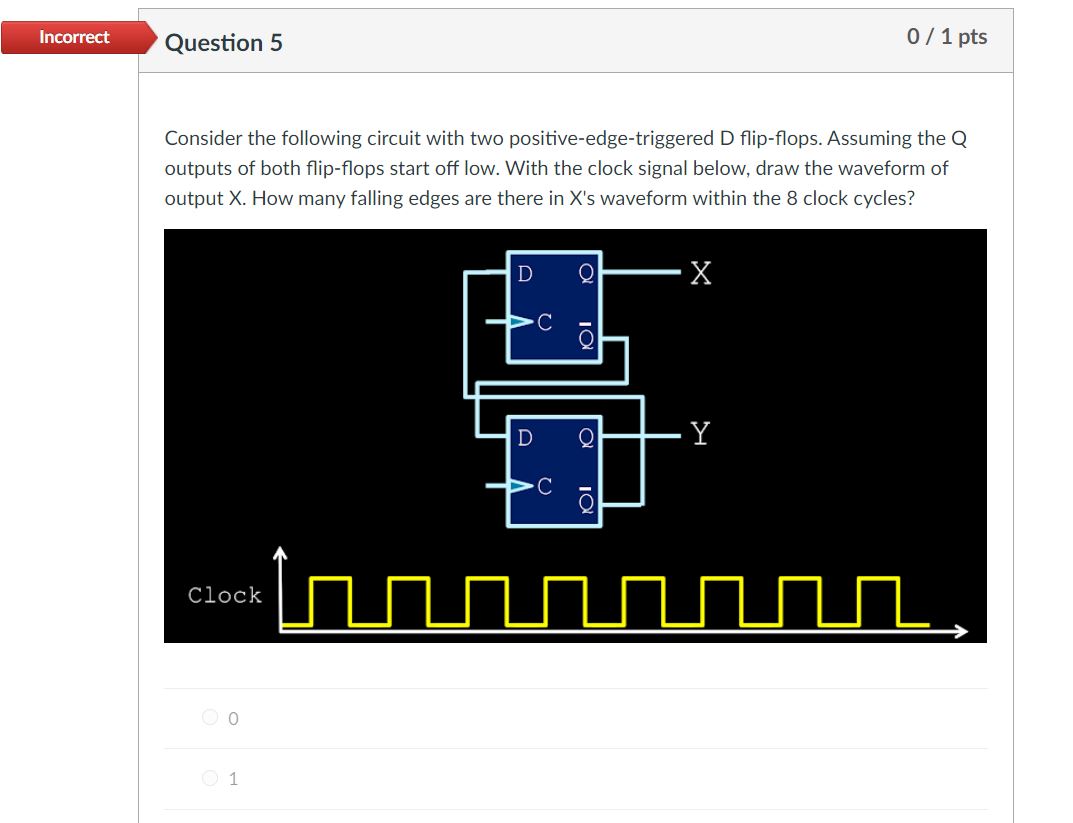 Incorrect
Question 5
0 / 1 pts
Consider the following circuit with two positive-edge-triggered D flip-flops. Assuming the Q
outputs of both flip-flops start off low. With the clock signal below, draw the waveform of
output X. How many falling edges are there in X's waveform within the 8 clock cycles?
D Q X
C Q̅
D Q Y
C Q̅
Clock
0
1